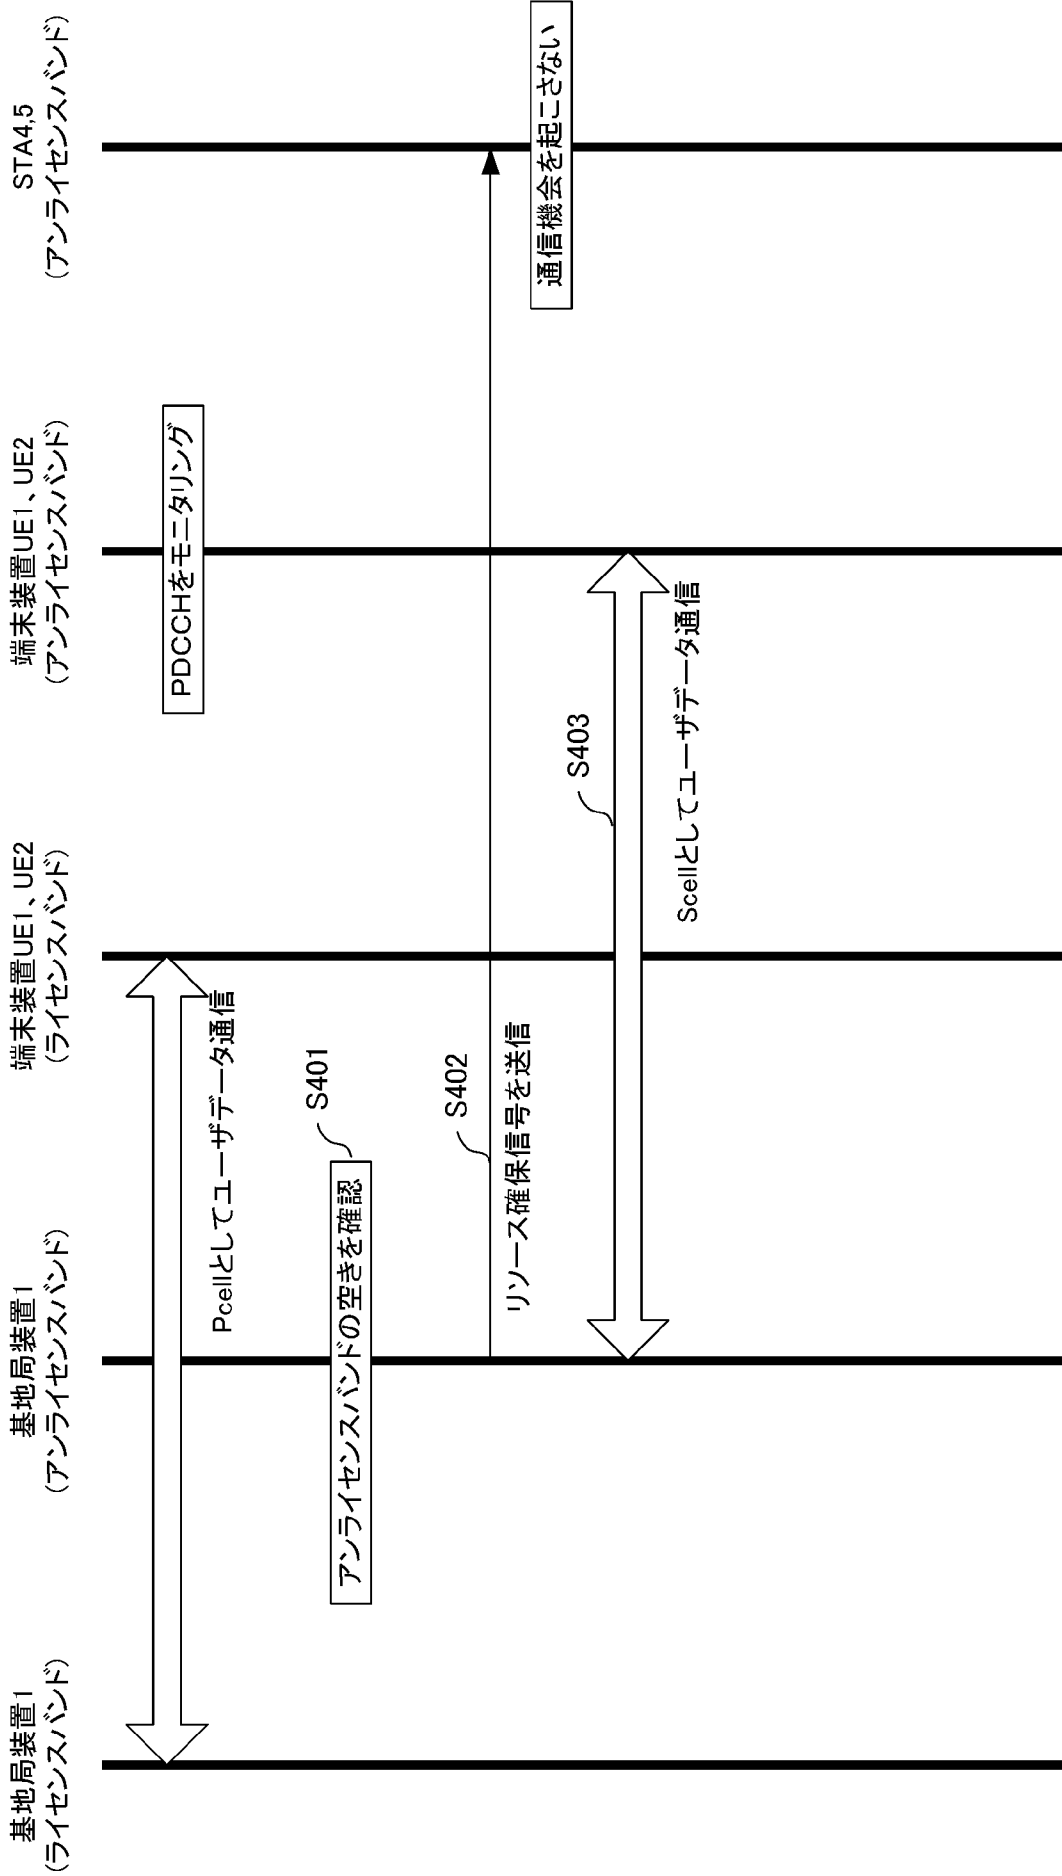 基地局装置1
(ライセンスバンド)
基地局装置1
(アンライセンスバンド)
端末装置UE1、UE2
(ライセンスバンド)
端末装置UE1、UE2
(アンライセンスバンド)
STA4,5
(アンライセンスバンド)
PDCCHをモニタリング
Pcellとしてユーザデータ通信
S401
アンライセンスバンドの空きを確認
S402
リソース確保信号を送信
通信機会を起こさない
S403
Scellとしてユーザデータ通信